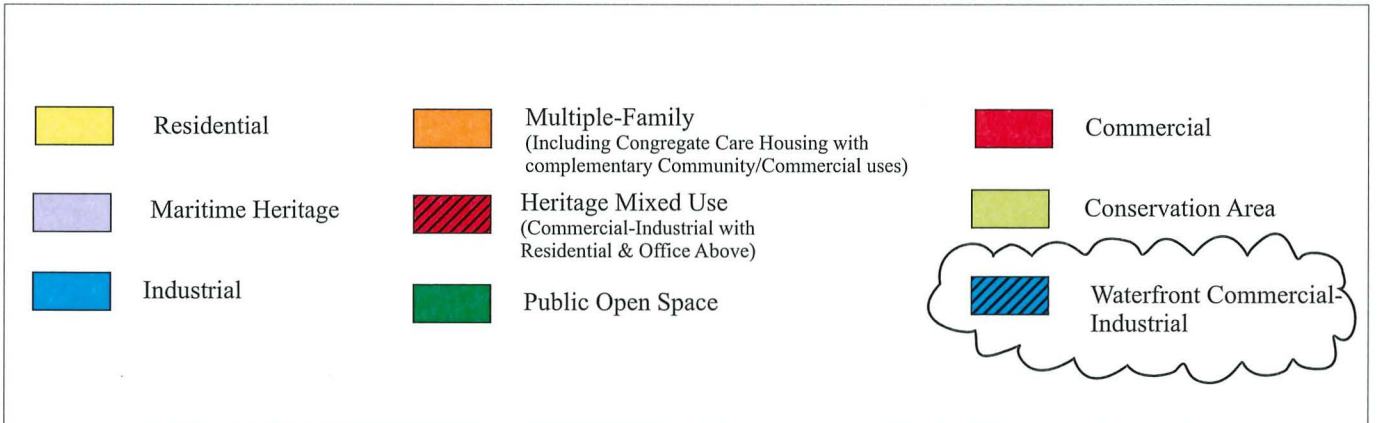 Residential
Maritime Heritage
Industrial
Multiple-Family
(Including Congregate Care Housing with
complementary Community/Commercial uses)
Heritage Mixed Use
(Commercial-Industrial with
Residential & Office Above)
Public Open Space
Commercial
Conservation Area
Waterfront Commercial-
Industrial